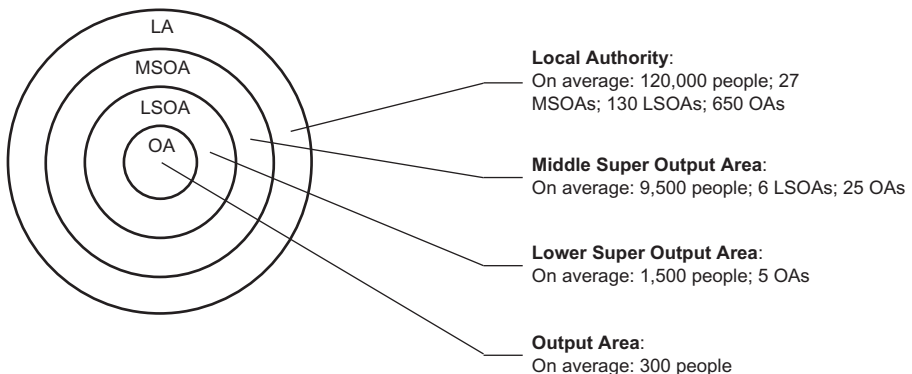 LA
MSOA
LSOA
OA
Local Authority:
On average: 120,000 people; 27
MSOAs; 130 LSOAs; 650 OAs
Middle Super Output Area:
On average: 9,500 people; 6 LSOAs; 25 OAs
Lower Super Output Area:
On average: 1,500 people; 5 OAs
Output Area:
On average: 300 people